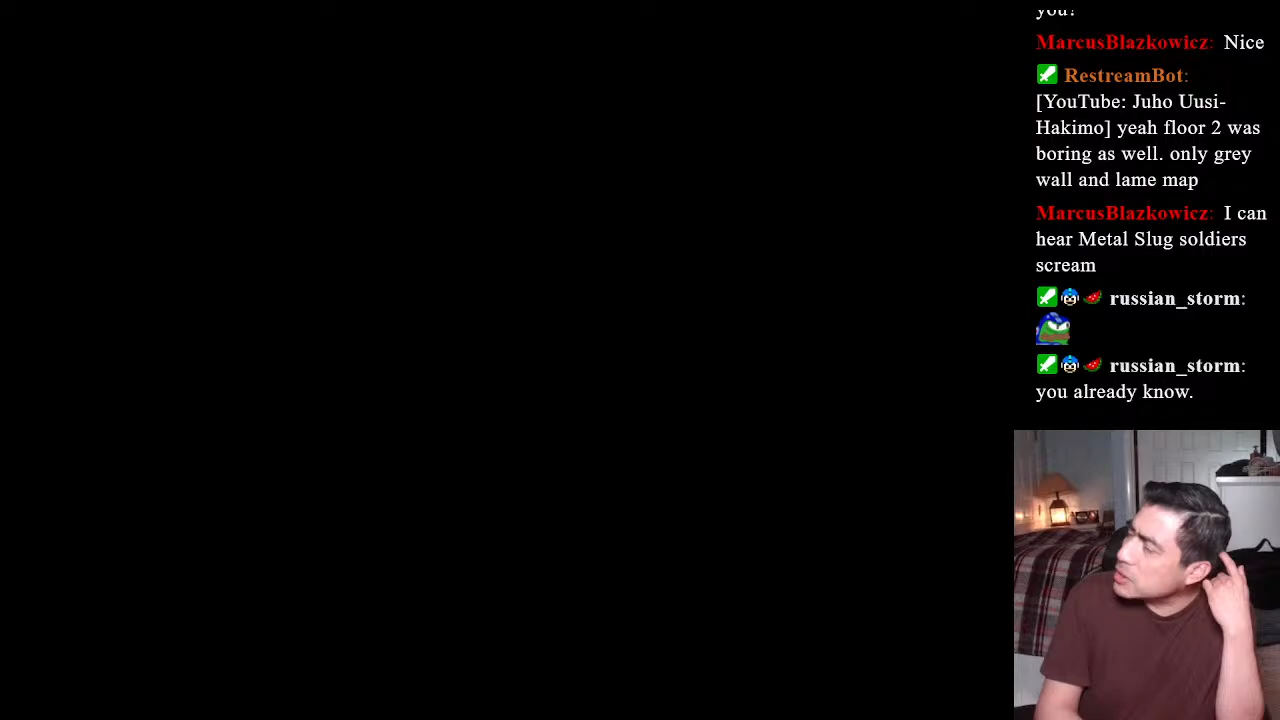 you?
MarcusBlazkowicz: Nice
RestreamBot:
[YouTube: Juho Uusi-
Hakimo] yeah floor 2 was
boring as well. only grey
wall and lame map
MarcusBlazkowicz: I can
hear Metal Slug soldiers
scream
russian_storm:
russian_storm:
you already know.